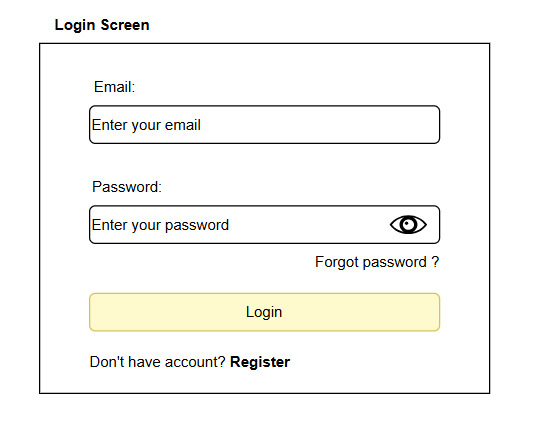 Login Screen
Email:
Enter your email
Password:
Enter your password
Forgot password ?
Login
Don't have account? Register